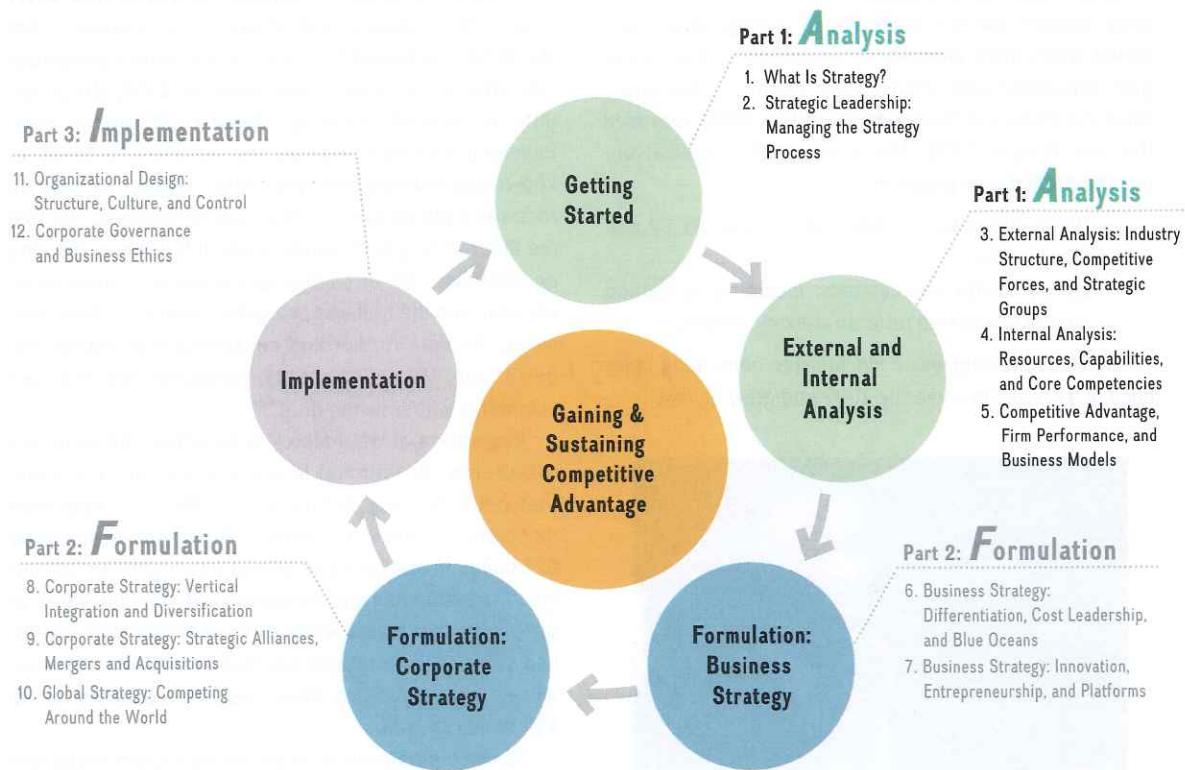 Part 1: Analysis
1. What Is Strategy?
2. Strategic Leadership:
Managing the Strategy
Process
Getting
Started
Part 1: Analysis
3. External Analysis: Industry
Structure, Competitive
Forces, and Strategic
Groups
4. Internal Analysis:
Resources, Capabilities,
and Core Competencies
5. Competitive Advantage,
Firm Performance, and
Business Models
External and
Internal
Analysis
Part 2: Formulation
6. Business Strategy:
Differentiation, Cost Leadership,
and Blue Oceans
7. Business Strategy: Innovation,
Entrepreneurship, and Platforms
Formulation:
Business
Strategy
Part 2: Formulation
8. Corporate Strategy: Vertical
Integration and Diversification
9. Corporate Strategy: Strategic Alliances,
Mergers and Acquisitions
10. Global Strategy: Competing
Around the World
Formulation:
Corporate
Strategy
Part 3: Implementation
11. Organizational Design:
Structure, Culture, and Control
12. Corporate Governance
and Business Ethics
Implementation
Gaining &
Sustaining
Competitive
Advantage